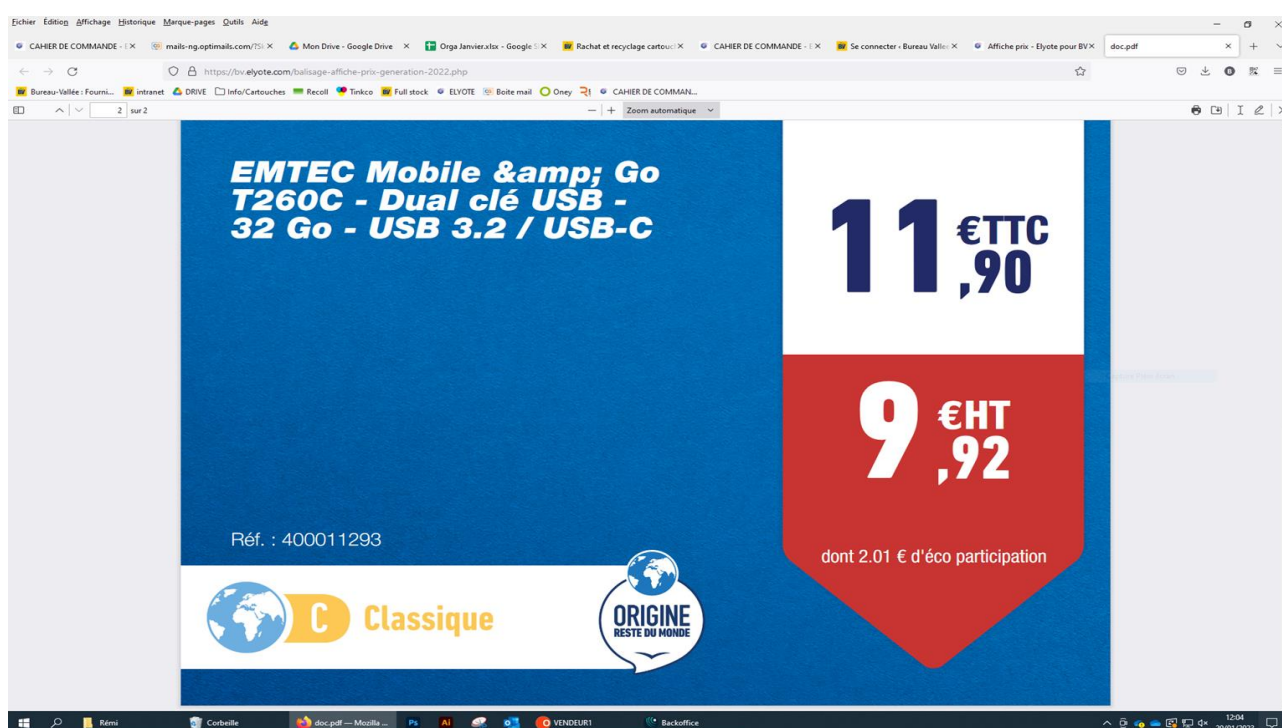 Fichier Édition Affichage Historique Marque-pages Outils Aide
CAHIER DE COMMANDE - E mails-ng.optimails.com/?Si Mon Drive - Google Drive Orga Janvier.xlsx - Google S Rachat et recyclage cartouc CAHIER DE COMMANDE - E Se connecter ‹ Bureau Vallée Affiche prix - Elyote pour BV doc.pdf
https://bv.elyote.com/balisage-affiche-prix-generation-2022.php
Bureau-Vallée : Fourni... intranet DRIVE Info/Cartouches Recoll Tinkco Full stock ELYOTE Boite mail Oney CAHIER DE COMMAN...
2 sur 2 Zoom automatique
EMTEC Mobile &amp; Go
T260C - Dual clé USB -
32 Go - USB 3.2 / USB-C
11 €TTC
,90
9 €HT
,92
dont 2.01 € d'éco participation
Réf. : 400011293
C Classique
ORIGINE
RESTE DU MONDE
Rémi Corbeille doc.pdf — Mozilla ... Ps Ai VENDEUR1 Backoffice 12:04